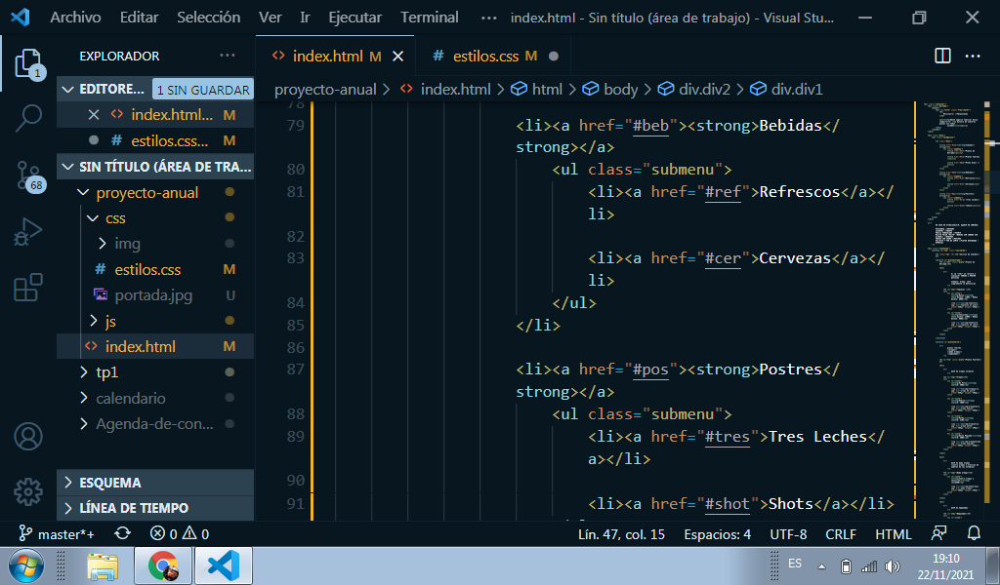 Archivo Editar Selección Ver Ir Ejecutar Terminal ··· index.html - Sin título (área de trabajo) - Visual Stu...
EXPLORADOR ···
EDITORE... 1 SIN GUARDAR
index.html... M
estilos.css... M
SIN TÍTULO (ÁREA DE TRA...
proyecto-anual
css
img
estilos.css M
portada.jpg U
js
index.html M
tp1
calendario
Agenda-de-con...
ESQUEMA
LÍNEA DE TIEMPO
1
68
index.html M estilos.css M
proyecto-anual > index.html > html > body > div.div2 > div.div1
78
79 <li><a href="#beb"><strong>Bebidas</
strong></a>
80 <ul class="submenu">
81 <li><a href="#ref">Refrescos</a></
li>
82
83 <li><a href="#cer">Cervezas</a></
li>
84 </ul>
85 </li>
86
87 <li><a href="#pos"><strong>Postres</
strong></a>
88 <ul class="submenu">
89 <li><a href="#tres">Tres Leches</
a></li>
90
91 <li><a href="#shot">Shots</a></li>
master*+ 0 0 Lín. 47, col. 15 Espacios: 4 UTF-8 CRLF HTML
ES 19:10
22/11/2021